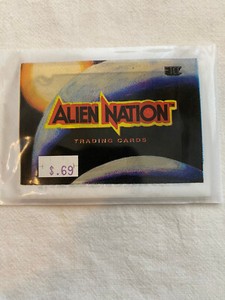 ALIEN NATION
TRADING CARDS
$.69